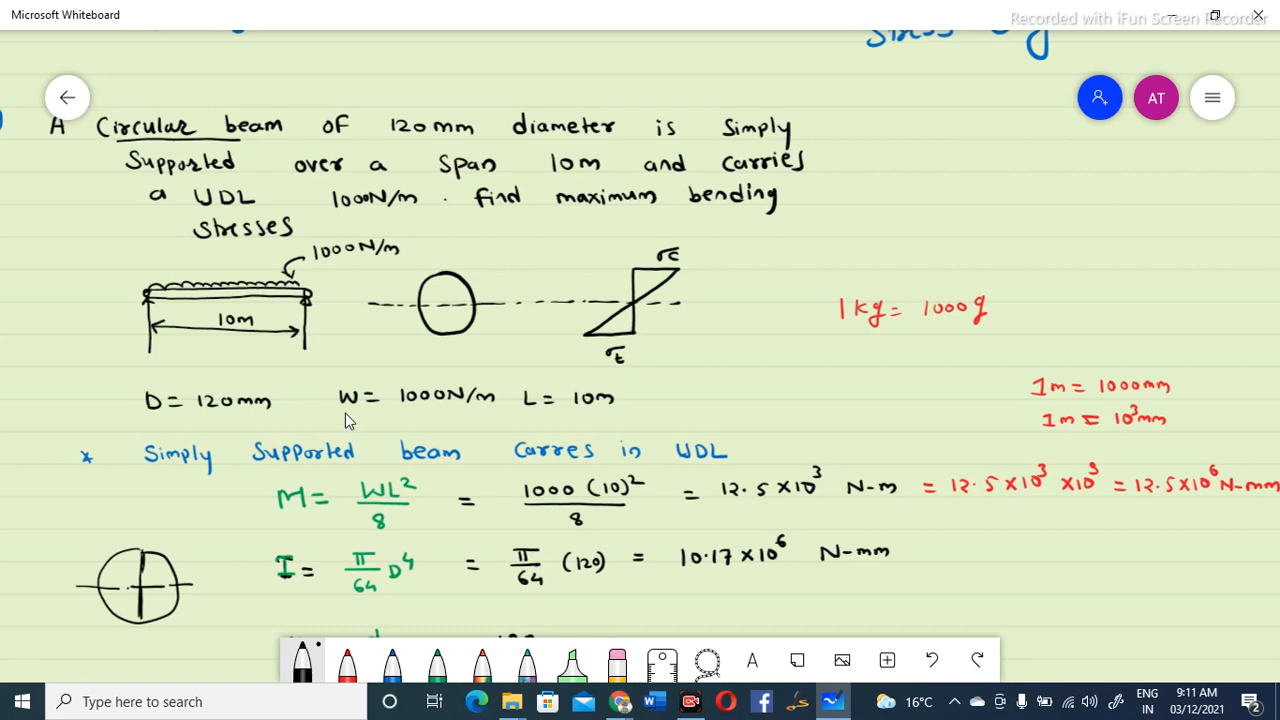 Microsoft Whiteboard
Recorded with iFun Screen Recorder
AT
A Circular beam of 120mm diameter is Simply
Supported over a Span 10m and carries
a UDL 1000N/m . find maximum bending
Stresses
1000N/m
10m
σc
σt
1 kg = 1000g
1m = 1000mm
1m = 10³mm
D = 120mm W = 1000N/m L = 10m
* Simply Supported beam Carres in UDL
M = WL²/8 = 1000 (10)²/8 = 12.5 ×10³ N-m = 12.5 ×10³ ×10³ = 12.5×10⁶ N-mm
I = π/64 D⁴ = π/64 (120) = 10.17×10⁶ N-mm
Type here to search
16°C
ENG
IN
9:11 AM
03/12/2021
2